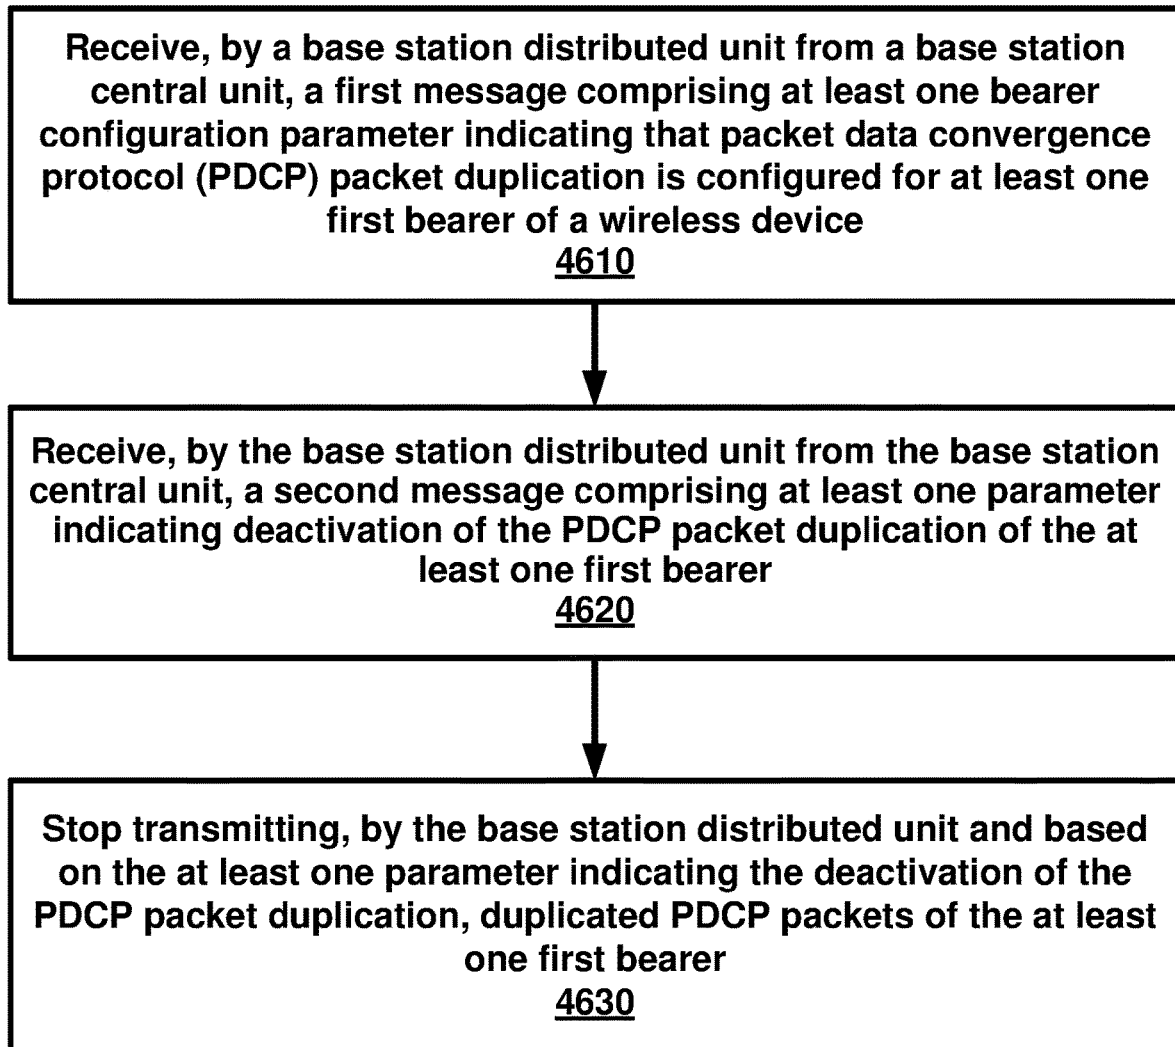 Receive, by a base station distributed unit from a base station
central unit, a first message comprising at least one bearer
configuration parameter indicating that packet data convergence
protocol (PDCP) packet duplication is configured for at least one
first bearer of a wireless device
4610
Receive, by the base station distributed unit from the base station
central unit, a second message comprising at least one parameter
indicating deactivation of the PDCP packet duplication of the at
least one first bearer
4620
Stop transmitting, by the base station distributed unit and based
on the at least one parameter indicating the deactivation of the
PDCP packet duplication, duplicated PDCP packets of the at least
one first bearer
4630